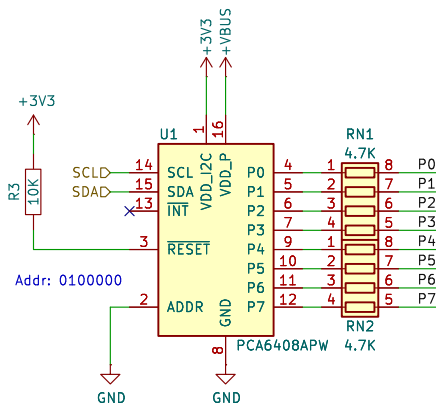 +3V3
+VBUS
+3V3
U1
RN1
4.7K
1
16
R3
10K
SCL
14
SCL
VDD_I2C
VDD_P
P0
4
1
8
P0
SDA
15
SDA
P1
5
2
7
P1
13
INT
P2
6
3
6
P2
P3
7
4
5
P3
3
RESET
P4
9
1
8
P4
P5
10
2
7
P5
Addr: 0100000
P6
11
3
6
P6
2
ADDR
GND
P7
12
4
5
P7
RN2
8
PCA6408APW
4.7K
GND
GND